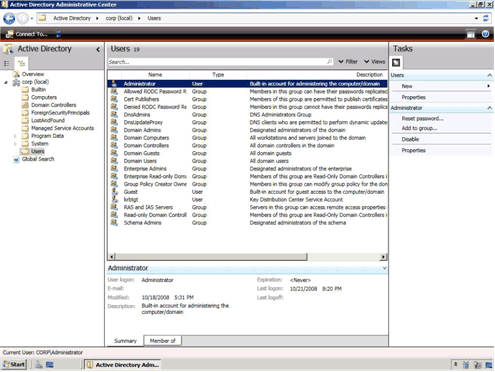 Active Directory Administrative Center
Active Directory
corp (local)
Users
Connect To...
Active Directory
Overview
corp (local)
Builtin
Computers
Domain Controllers
ForeignSecurityPrincipals
LostAndFound
Managed Service Accounts
Program Data
System
Users
Global Search
Users 19
Search...
Filter
Views
Name Type Description
Administrator User Built-in account for administering the computer/domain
Allowed RODC Password R Group Members in this group can have their passwords replicated
Cert Publishers Group Members of this group are permitted to publish certificates
Denied RODC Password R Group Members in this group cannot have their passwords
DnsAdmins Group DNS Administrators Group
DnsUpdateProxy Group DNS clients who are permitted to perform dynamic update
Domain Admins Group Designated administrators of the domain
Domain Computers Group All workstations and servers joined to the domain
Domain Controllers Group All domain controllers in the domain
Domain Guests Group All domain guests
Domain Users Group All domain users
Enterprise Admins Group Designated administrators of the enterprise
Enterprise Read-only Dom Group Members of this group are Read-Only Domain Controllers i
Group Policy Creator Owne Group Members in this group can modify group policy for the don
Guest User Built-in account for guest access to the computer/domain
krbtgt User Key Distribution Center Service Account
RAS and IAS Servers Group Servers in this group can access remote access properties
Read-only Domain Controll Group Members of this group are Read-Only Domain Controllers i
Schema Admins Group Designated administrators of the schema
Administrator
User logon: Administrator
E-mail:
Modified: 10/18/2008 5:31 PM
Description: Built-in account for administering the
computer/domain
Expiration: <Never>
Last logon: 10/21/2008 8:20 PM
Last logoff:
Summary
Member of
Tasks
Users
New
Properties
Administrator
Reset password...
Add to group...
Disable
Properties
Current User: CORP\Administrator
Start
Active Directory Adm...